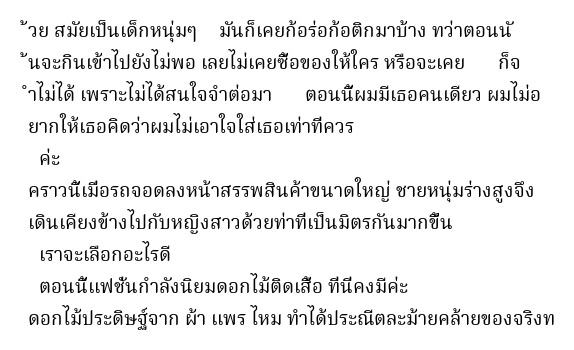 ้วย สมัยเป็นเด็กหนุ่มๆ    มันก็เคยก้อร่อก้อติกมาบ้าง ทว่าตอนนั
้นจะกินเข้าไปยังไม่พอ เลยไม่เคยซื้อของให้ใคร หรือจะเคย      ก็จ
ำไม่ได้ เพราะไม่ได้สนใจจำต่อมา      ตอนนี้ผมมีเธอคนเดียว ผมไม่อ
ยากให้เธอคิดว่าผมไม่เอาใจใส่เธอเท่าที่ควร
  ค่ะ
คราวนี้เมื่อรถจอดลงหน้าสรรพสินค้าขนาดใหญ่ ชายหนุ่มร่างสูงจึง
เดินเคียงข้างไปกับหญิงสาวด้วยท่าทีเป็นมิตรกันมากขึ้น
  เราจะเลือกอะไรดี
  ตอนนี้แฟชั่นกำลังนิยมดอกไม้ติดเสื้อ ที่นี่คงมีค่ะ
ดอกไม้ประดิษฐ์จาก ผ้า แพร ไหม ทำได้ประณีตละม้ายคล้ายของจริงท